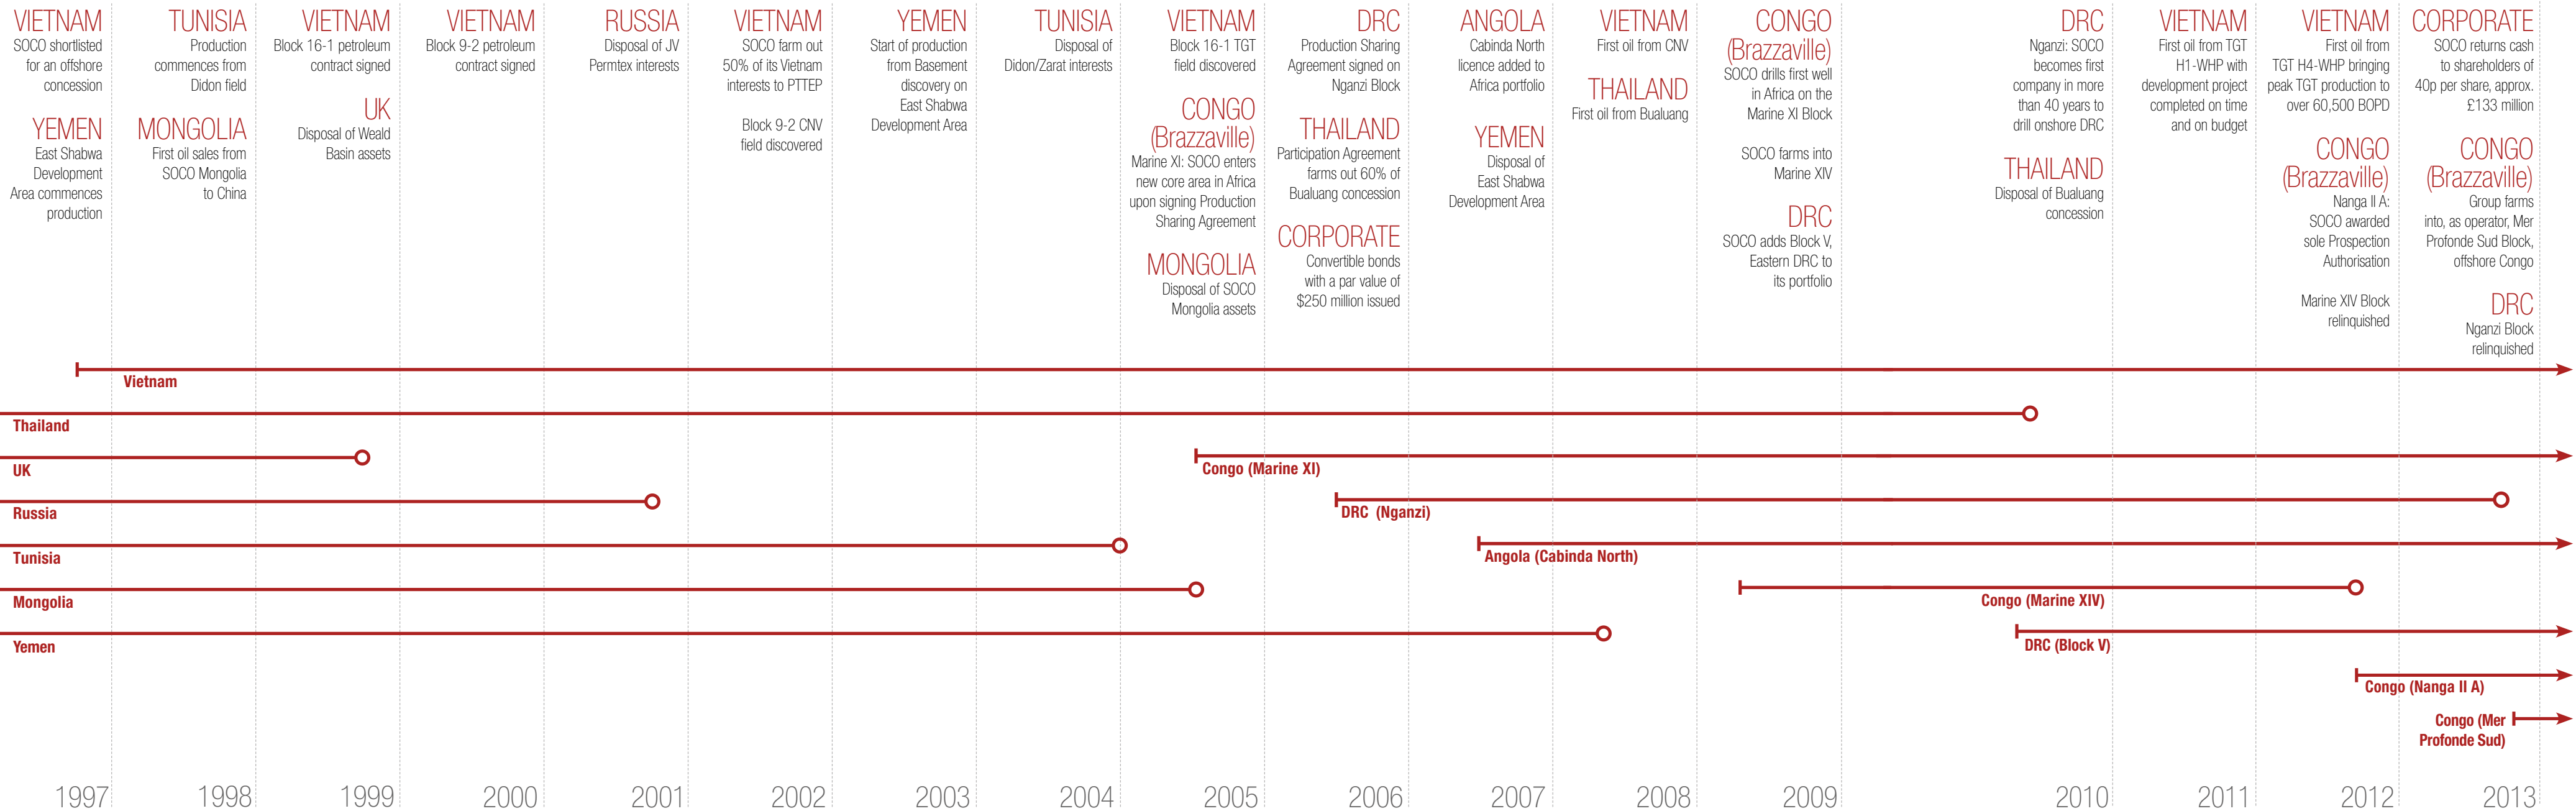 VIETNAM
SOCO shortlisted
for an offshore
concession
YEMEN
East Shabwa
Development
Area commences
production
TUNISIA
Production
commences from
Didon field
MONGOLIA
First oil sales from
SOCO Mongolia
to China
VIETNAM
Block 16-1 petroleum
contract signed
UK
Disposal of Weald
Basin assets
VIETNAM
Block 9-2 petroleum
contract signed
RUSSIA
Disposal of JV
Permtex interests
VIETNAM
SOCO farm out
50% of its Vietnam
interests to PTTEP
Block 9-2 CNV
field discovered
YEMEN
Start of production
from Basement
discovery on
East Shabwa
Development Area
TUNISIA
Disposal of
Didon/Zarat interests
VIETNAM
Block 16-1 TGT
field discovered
CONGO
(Brazzaville)
Marine XI: SOCO enters
new core area in Africa
upon signing Production
Sharing Agreement
MONGOLIA
Disposal of SOCO
Mongolia assets
DRC
Production Sharing
Agreement signed on
Nganzi Block
THAILAND
Participation Agreement
farms out 60% of
Bualuang concession
CORPORATE
Convertible bonds
with a par value of
$250 million issued
ANGOLA
Cabinda North
licence added to
Africa portfolio
YEMEN
Disposal of
East Shabwa
Development Area
VIETNAM
First oil from CNV
THAILAND
First oil from Bualuang
CONGO
(Brazzaville)
SOCO drills first well
in Africa on the
Marine XI Block
SOCO farms into
Marine XIV
DRC
SOCO adds Block V,
Eastern DRC to
its portfolio
DRC
Nganzi: SOCO
becomes first
company in more
than 40 years to
drill onshore DRC
THAILAND
Disposal of Bualuang
concession
VIETNAM
First oil from TGT
H1-WHP with
development project
completed on time
and on budget
VIETNAM
First oil from
TGT H4-WHP bringing
peak TGT production to
over 60,500 BOPD
CONGO
(Brazzaville)
Nanga II A:
SOCO awarded
sole Prospection
Authorisation
Marine XIV Block
relinquished
CORPORATE
SOCO returns cash
to shareholders of
40p per share, approx.
£133 million
CONGO
(Brazzaville)
Group farms
into, as operator, Mer
Profonde Sud Block,
offshore Congo
DRC
Nganzi Block
relinquished
Vietnam
Thailand
UK
Congo (Marine XI)
Russia
DRC (Nganzi)
Tunisia
Angola (Cabinda North)
Mongolia
Congo (Marine XIV)
Yemen
DRC (Block V)
Congo (Nanga II A)
Congo (Mer
Profonde Sud)
1997
1998
1999
2000
2001
2002
2003
2004
2005
2006
2007
2008
2009
2010
2011
2012
2013